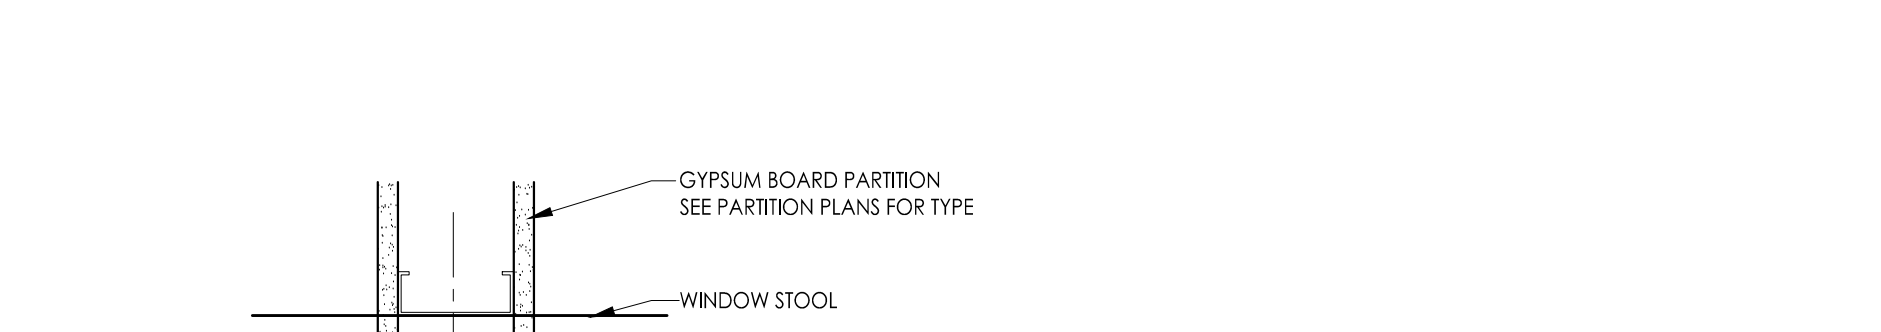 GYPSUM BOARD PARTITION
SEE PARTITION PLANS FOR TYPE
WINDOW STOOL